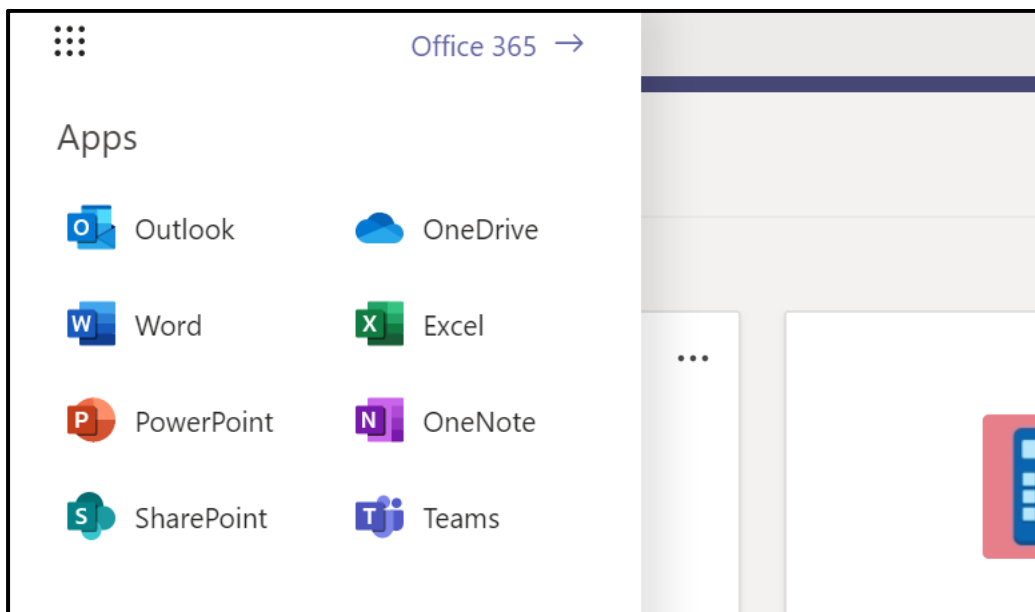 Office 365 →
Apps
Outlook
OneDrive
Word
Excel
PowerPoint
OneNote
SharePoint
Teams